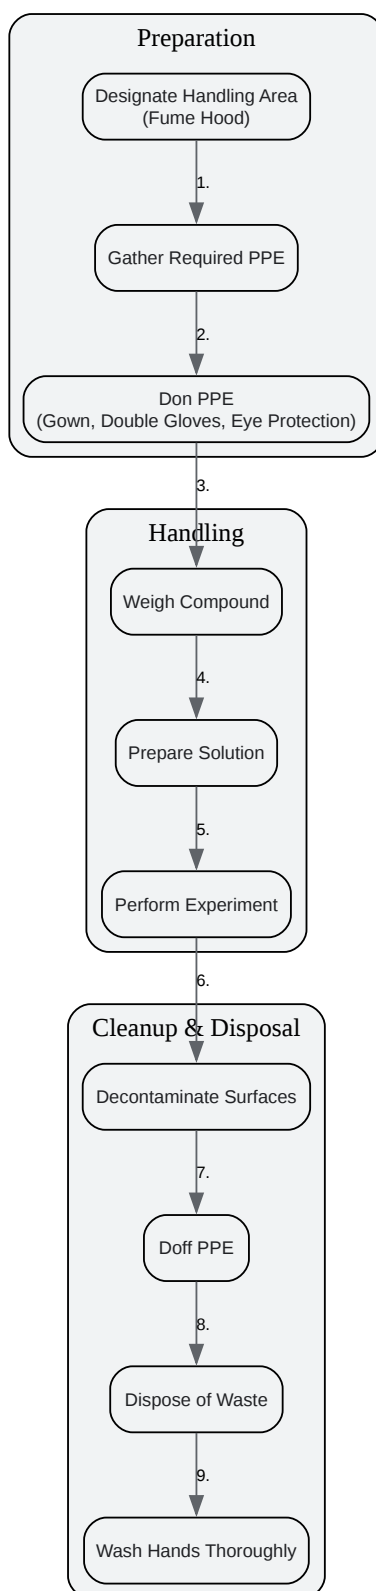 Preparation
Designate Handling Area
(Fume Hood)
1.
Gather Required PPE
2.
Don PPE
(Gown, Double Gloves, Eye Protection)
3.
Handling
Weigh Compound
4.
Prepare Solution
5.
Perform Experiment
6.
Cleanup & Disposal
Decontaminate Surfaces
7.
Doff PPE
8.
Dispose of Waste
9.
Wash Hands Thoroughly